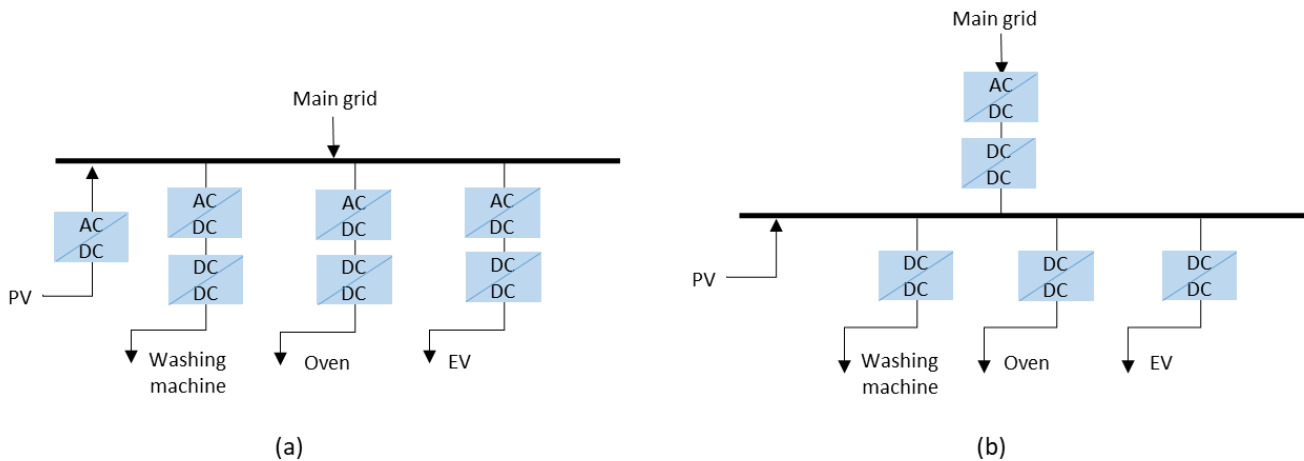 Main grid
AC
DC
PV
AC
DC
DC
DC
Washing
machine
AC
DC
DC
DC
Oven
AC
DC
DC
DC
EV
(a)
Main grid
AC
DC
DC
DC
PV
DC
DC
Washing
machine
DC
DC
Oven
DC
DC
EV
(b)